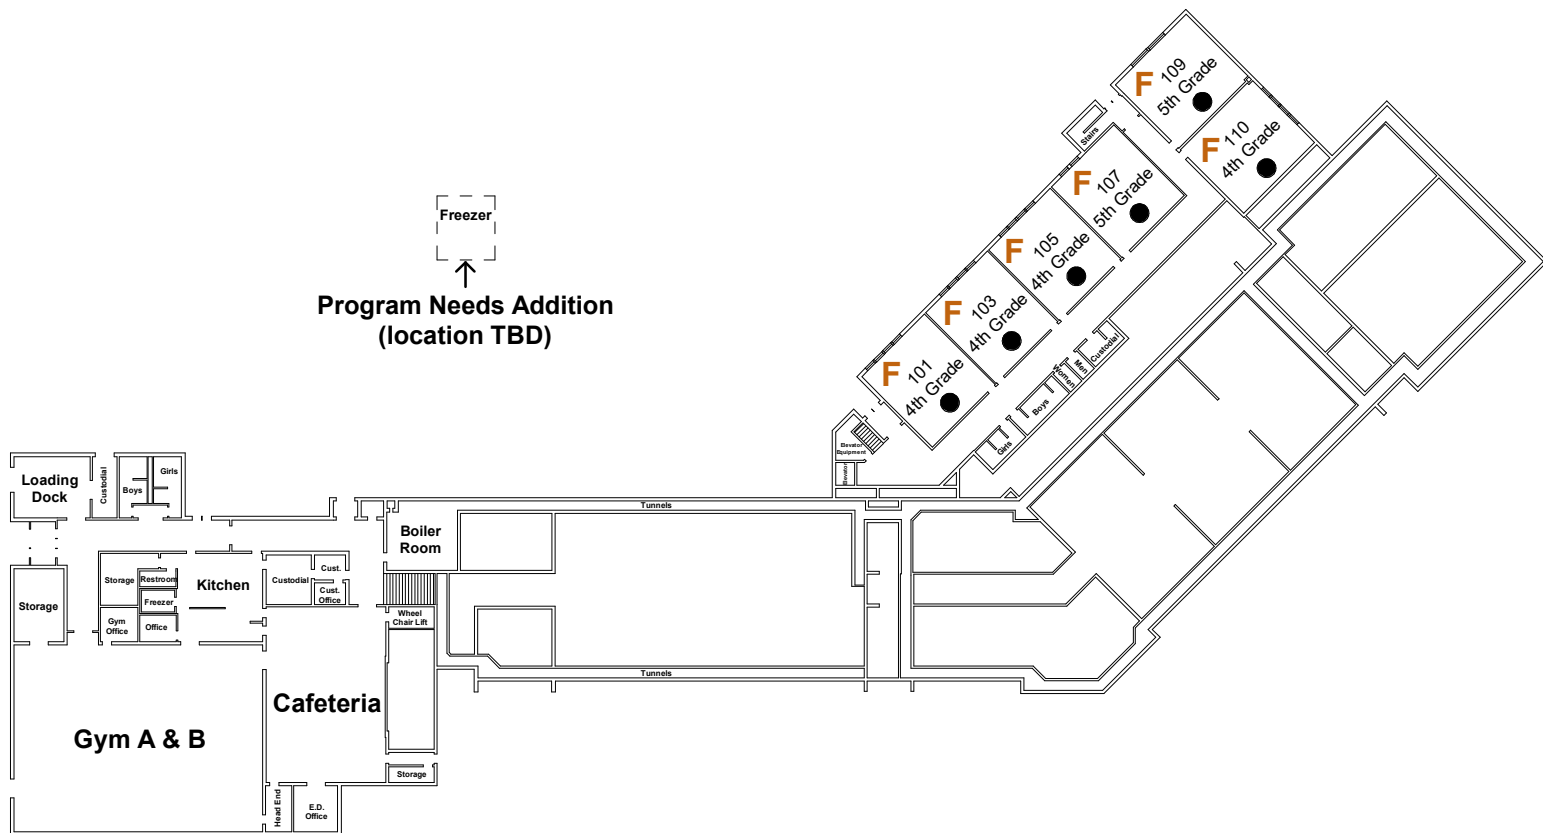 F
109
5th Grade
F
110
4th Grade
Stairs
F
107
5th Grade
F
105
4th Grade
F
103
4th Grade
F
101
4th Grade
Freezer
Program Needs Addition
(location TBD)
Custodial
Men
Women
Boys
Girls
Elevator
Equipment
Elevator
Loading
Dock
Custodial
Boys
Girls
Tunnels
Boiler
Room
Storage
Storage
Restroom
Freezer
Gym
Office
Office
Kitchen
Custodial
Cust.
Cust.
Office
Wheel
Chair Lift
Tunnels
Cafeteria
Gym A & B
Storage
Head End
E.D.
Office